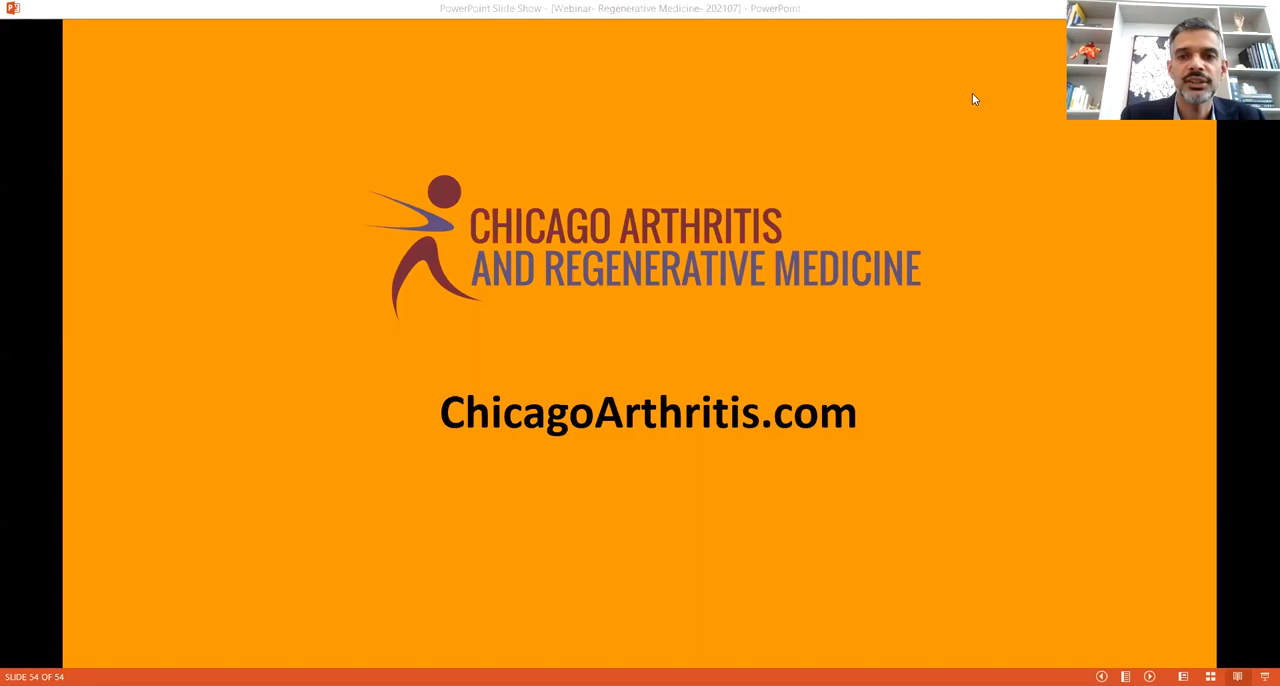 PowerPoint Slide Show - [Webinar- Regenerative Medicine- 202107] - PowerPoint
CHICAGO ARTHRITIS
AND REGENERATIVE MEDICINE
ChicagoArthritis.com
SLIDE 54 OF 54